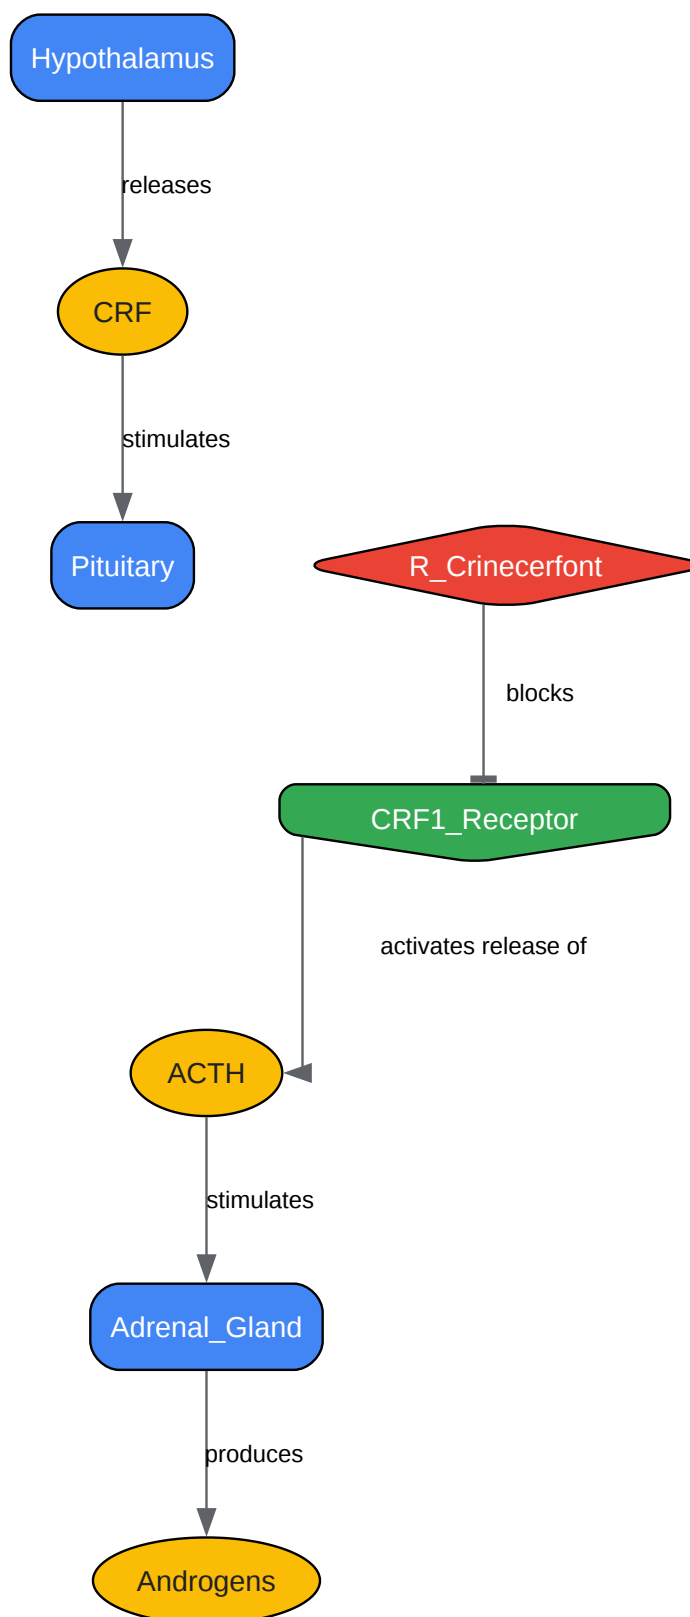 Hypothalamus
releases
CRF
stimulates
Pituitary
R_Crinecerfont
blocks
CRF1_Receptor
activates release of
ACTH
stimulates
Adrenal_Gland
produces
Androgens